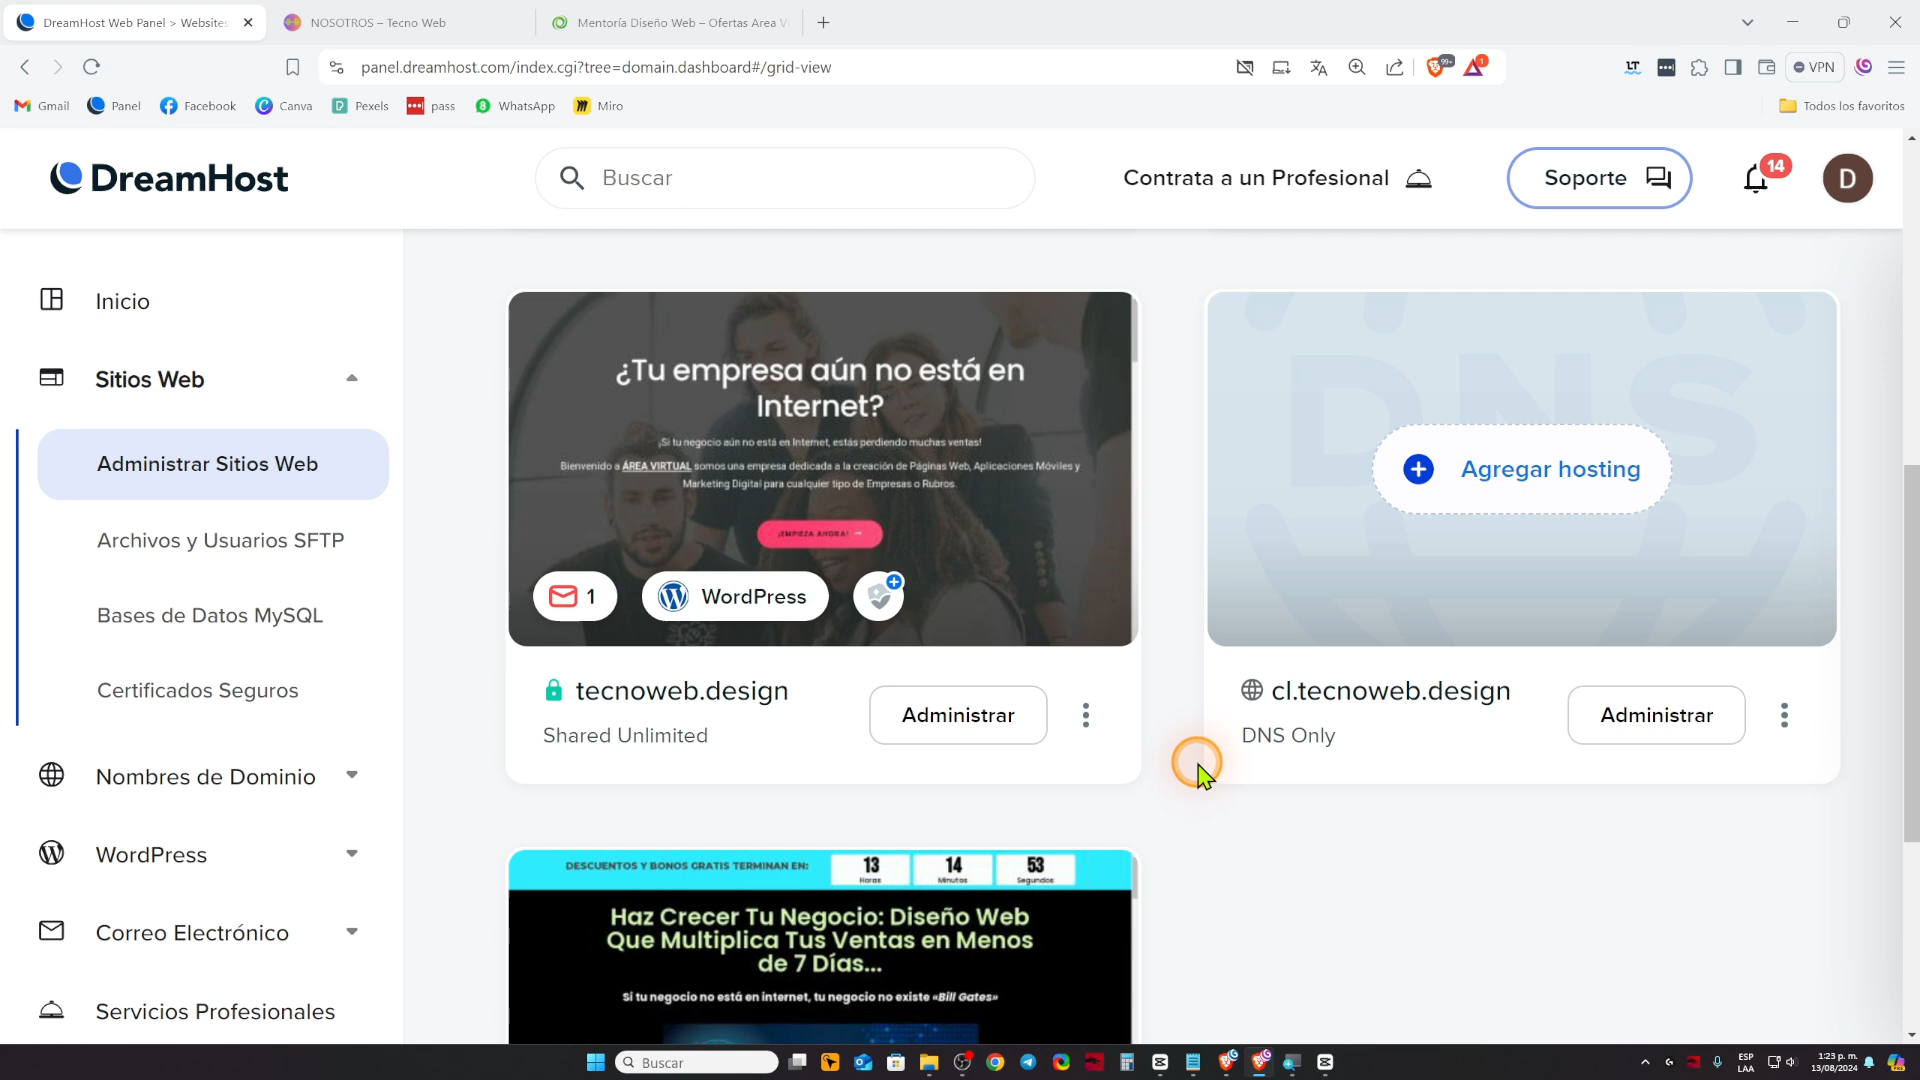 DreamHost Web Panel > Websites
NOSOTROS – Tecno Web
Mentoría Diseño Web – Ofertas Area V
panel.dreamhost.com/index.cgi?tree=domain.dashboard#/grid-view
99+
1
LT
VPN
Gmail
Panel
Facebook
Canva
Pexels
pass
WhatsApp
Miro
Todos los favoritos
DreamHost
Buscar
Contrata a un Profesional
Soporte
14
D
Inicio
Sitios Web
Administrar Sitios Web
Archivos y Usuarios SFTP
Bases de Datos MySQL
Certificados Seguros
Nombres de Dominio
WordPress
Correo Electrónico
Servicios Profesionales
¿Tu empresa aún no está en
Internet?
¡Si tu negocio aún no está en Internet, estás perdiendo muchas ventas!
Bienvenido a ÁREA VIRTUAL somos una empresa dedicada a la creación de Páginas Web, Aplicaciones Móviles y
Marketing Digital para cualquier tipo de Empresas o Rubros.
¡EMPIEZA AHORA!
1
WordPress
tecnoweb.design
Shared Unlimited
Administrar
DNS
Agregar hosting
cl.tecnoweb.design
DNS Only
Administrar
DESCUENTOS Y BONOS GRATIS TERMINAN EN:
13
Horas
14
Minutos
53
Segundos
Haz Crecer Tu Negocio: Diseño Web
Que Multiplica Tus Ventas en Menos
de 7 Días...
Si tu negocio no está en internet, tu negocio no existe «Bill Gates»
Buscar
ESP
LAA
1:23 p. m.
13/08/2024